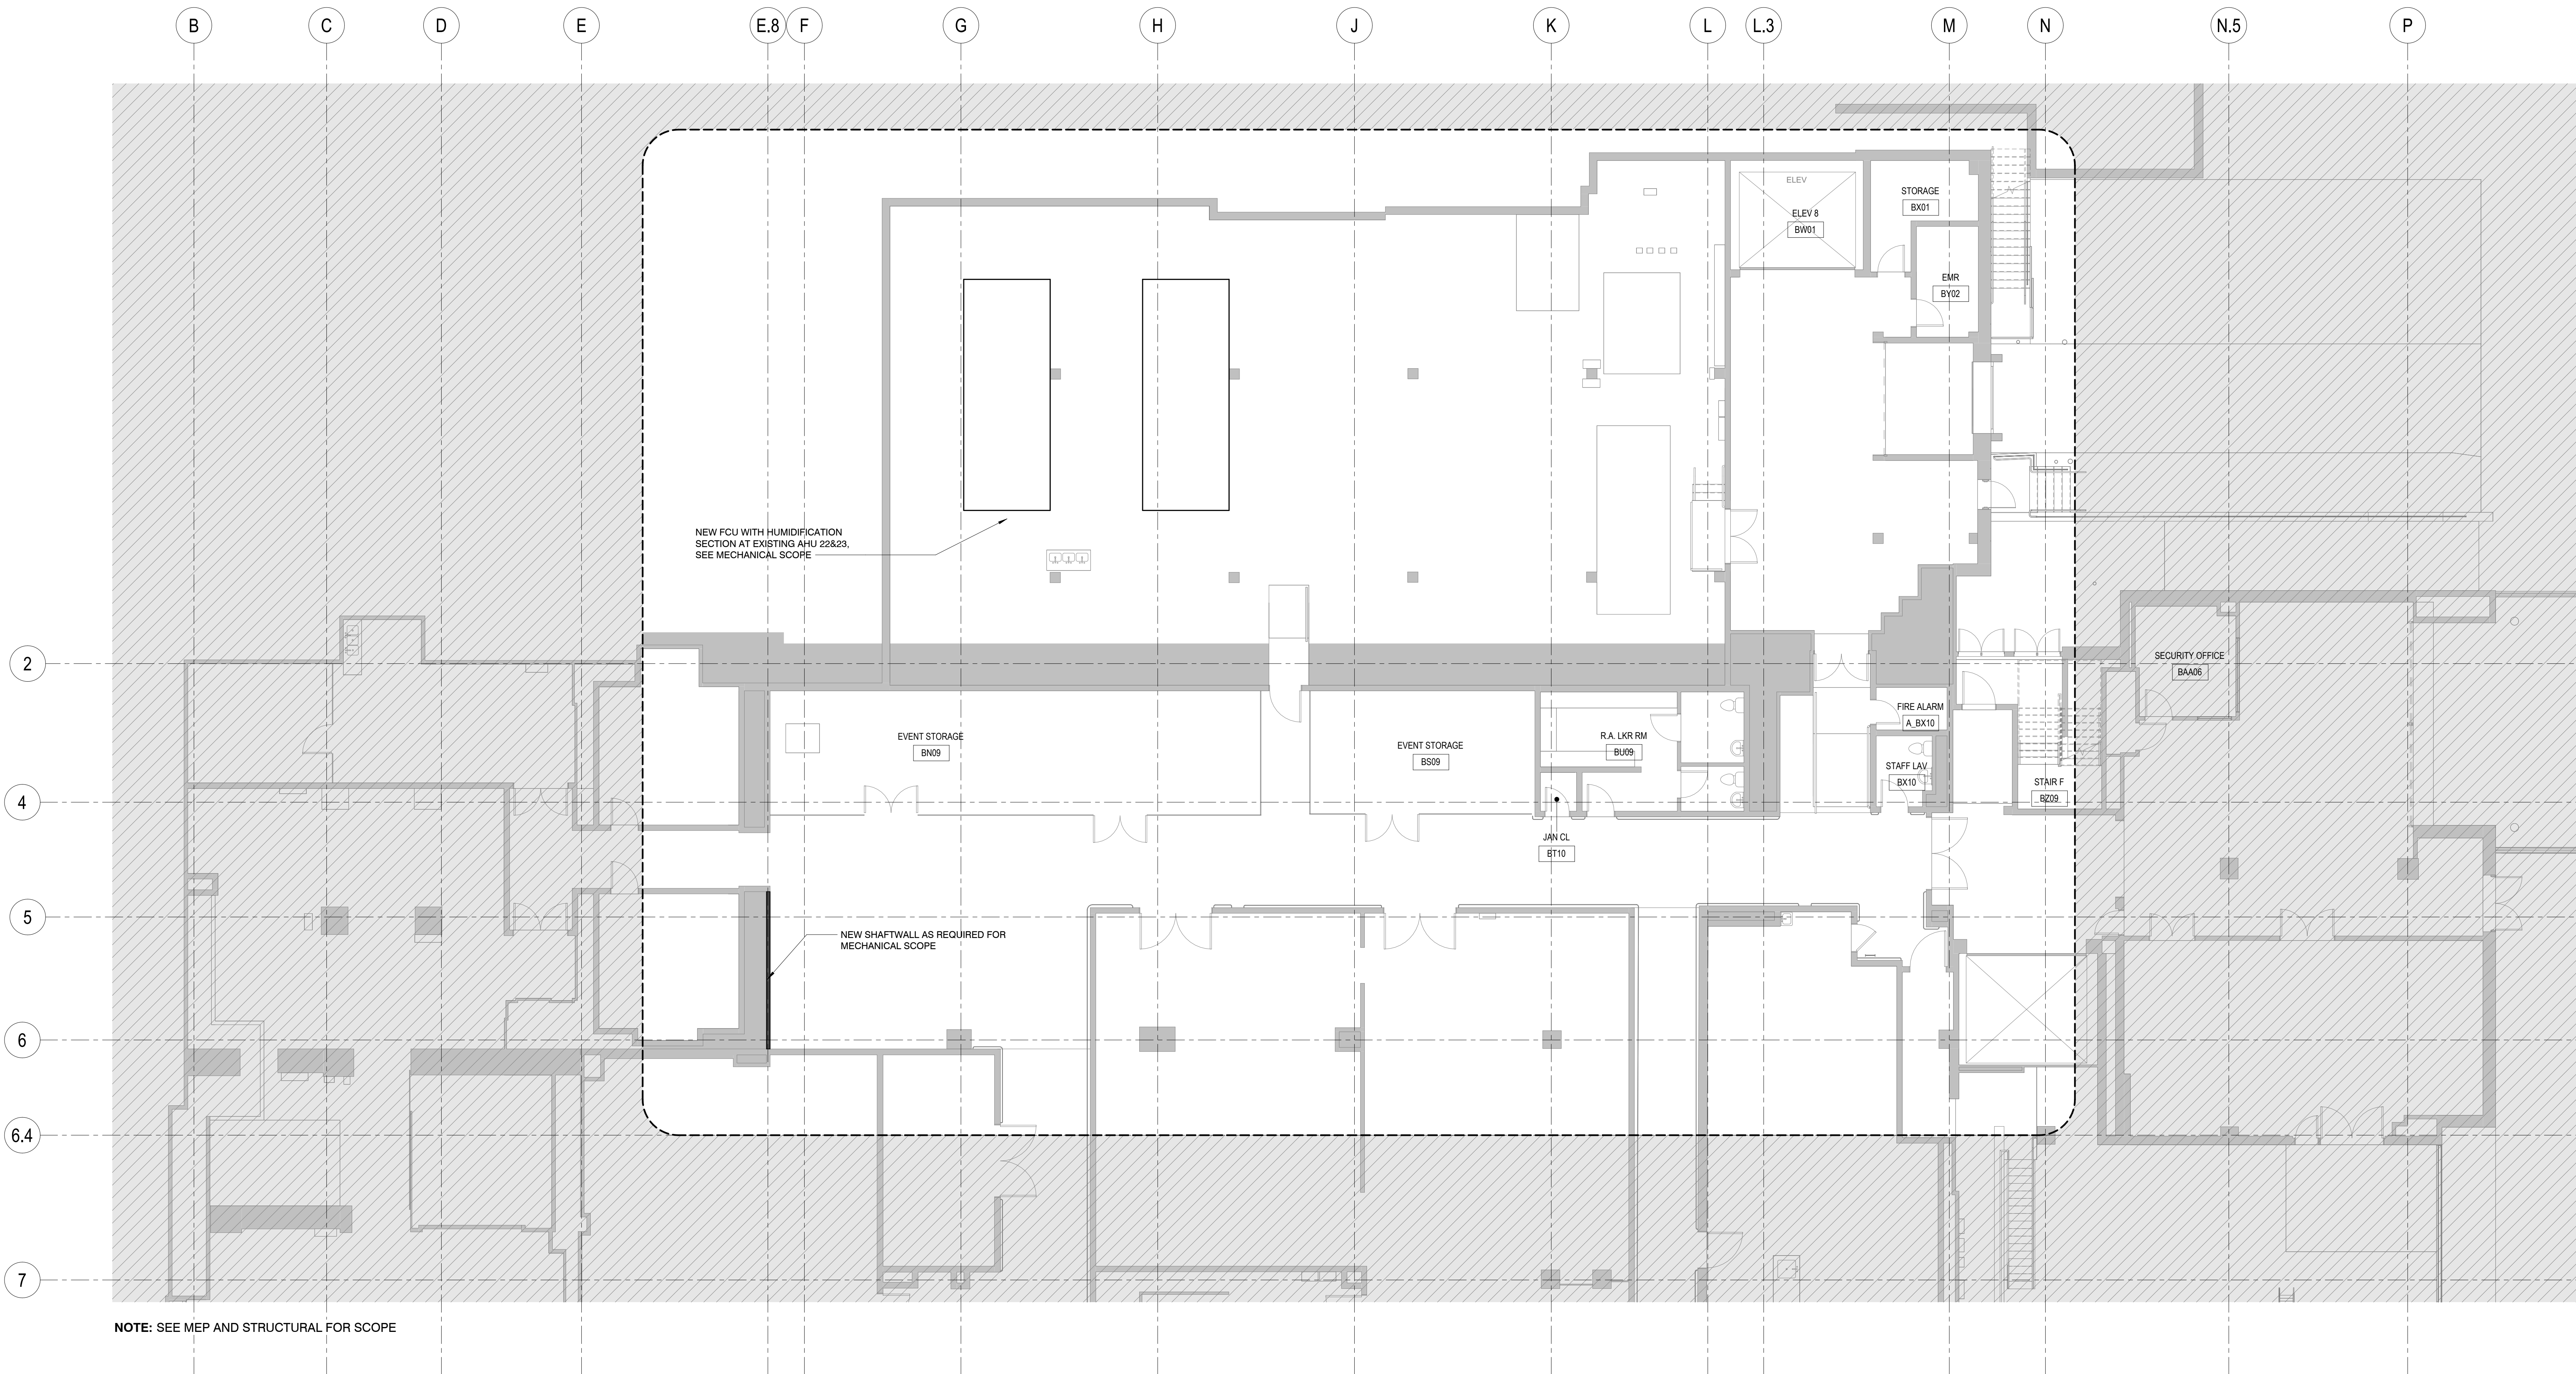 B
C
D
E
E.8
F
G
H
J
K
L
L.3
M
N
N.5
P
ELEV
STORAGE
BX01
ELEV 8
BW01
EMR
BY02
NEW FCU WITH HUMIDIFICATION
SECTION AT EXISTING AHU 22&23,
SEE MECHANICAL SCOPE
2
SECURITY OFFICE
BAA06
FIRE ALARM
A_BX10
EVENT STORAGE
BN09
R.A. LKR RM
BU09
EVENT STORAGE
BS09
STAFF LAV
BX10
STAIR F
BZ09
4
JAN CL
BT10
5
NEW SHAFTWALL AS REQUIRED FOR
MECHANICAL SCOPE
6
6.4
7
NOTE: SEE MEP AND STRUCTURAL FOR SCOPE